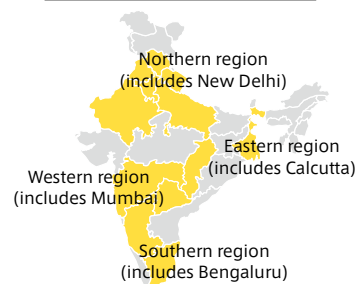 Northern region
(includes New Delhi)
Eastern region
(includes Calcutta)
Western region
(includes Mumbai)
Southern region
(includes Bengaluru)